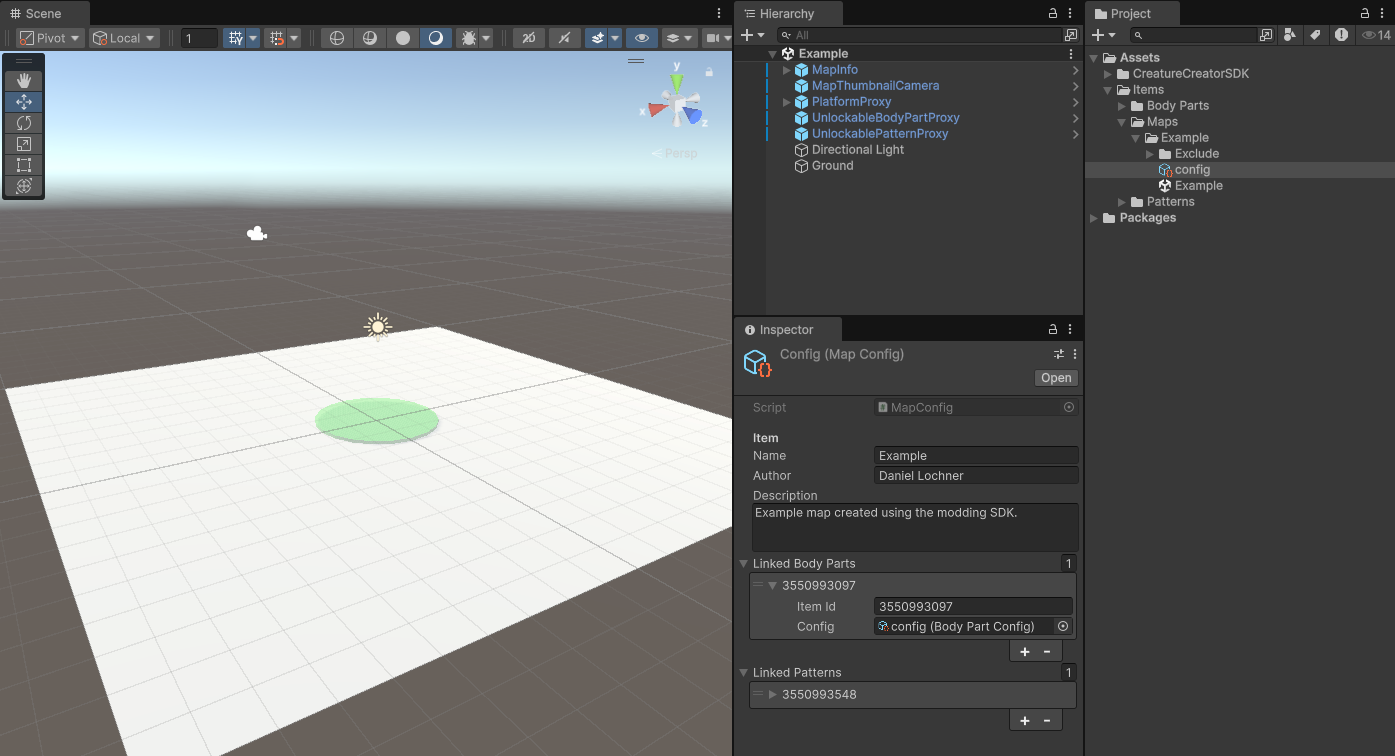 Scene
Pivot
Local
1
2D
y
x
z
Persp
Hierarchy
All
Example
MapInfo
MapThumbnailCamera
PlatformProxy
UnlockableBodyPartProxy
UnlockablePatternProxy
Directional Light
Ground
Inspector
Config (Map Config)
Open
Script
MapConfig
Item
Name
Example
Author
Daniel Lochner
Description
Example map created using the modding SDK.
Linked Body Parts
1
3550993097
Item Id
3550993097
Config
config (Body Part Config)
Linked Patterns
1
3550993548
Project
14
Assets
CreatureCreatorSDK
Items
Body Parts
Maps
Example
Exclude
config
Example
Patterns
Packages